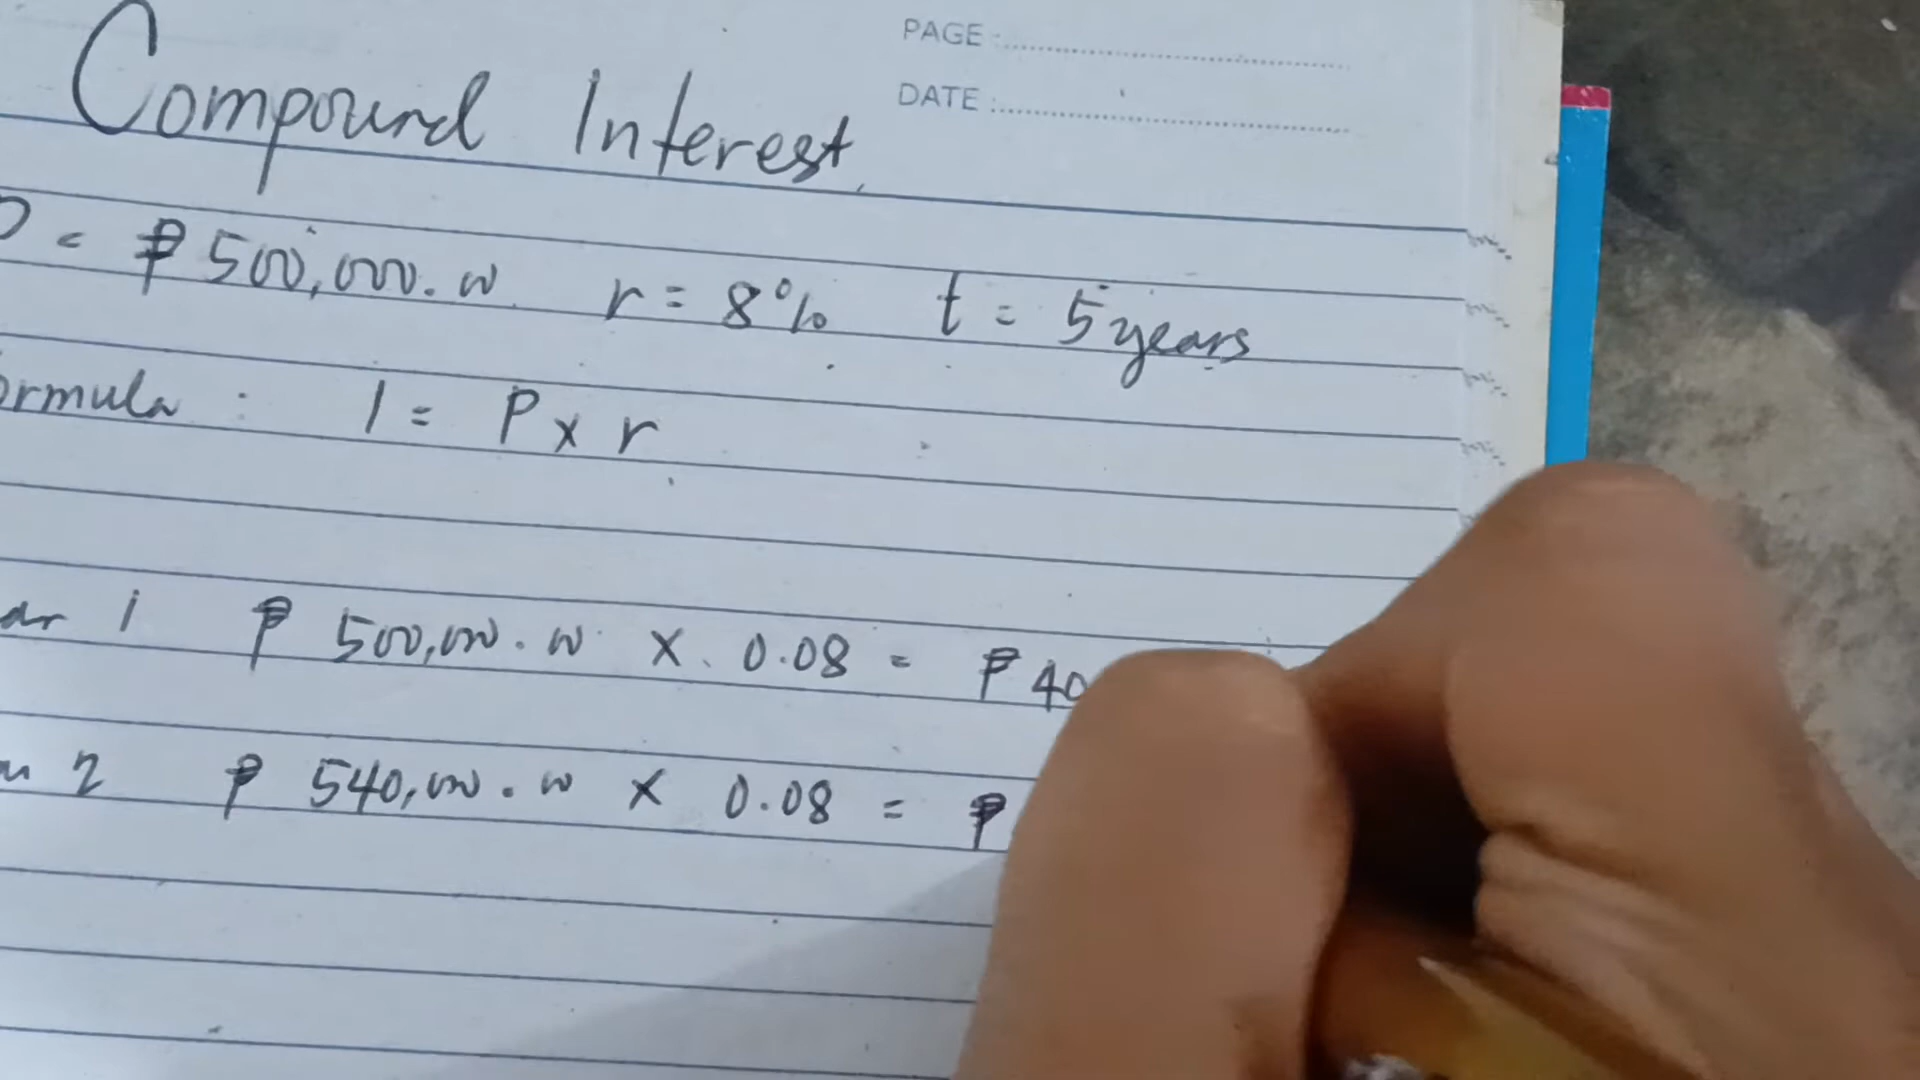 PAGE :
DATE :
Compound Interest
= ₱ 500,000.00 r = 8% t = 5 years
ormula : I = P x r
ar 1 ₱ 500,000.00 x 0.08 = ₱ 40
2 ₱ 540,000.00 x 0.08 = ₱